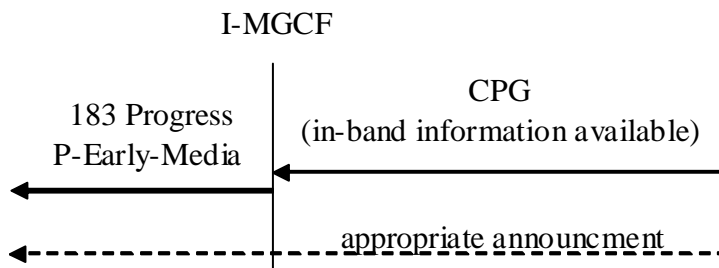 I-MGCF
183 Progress
P-Early-Media
CPG
(in-band information available)
appropriate announcment